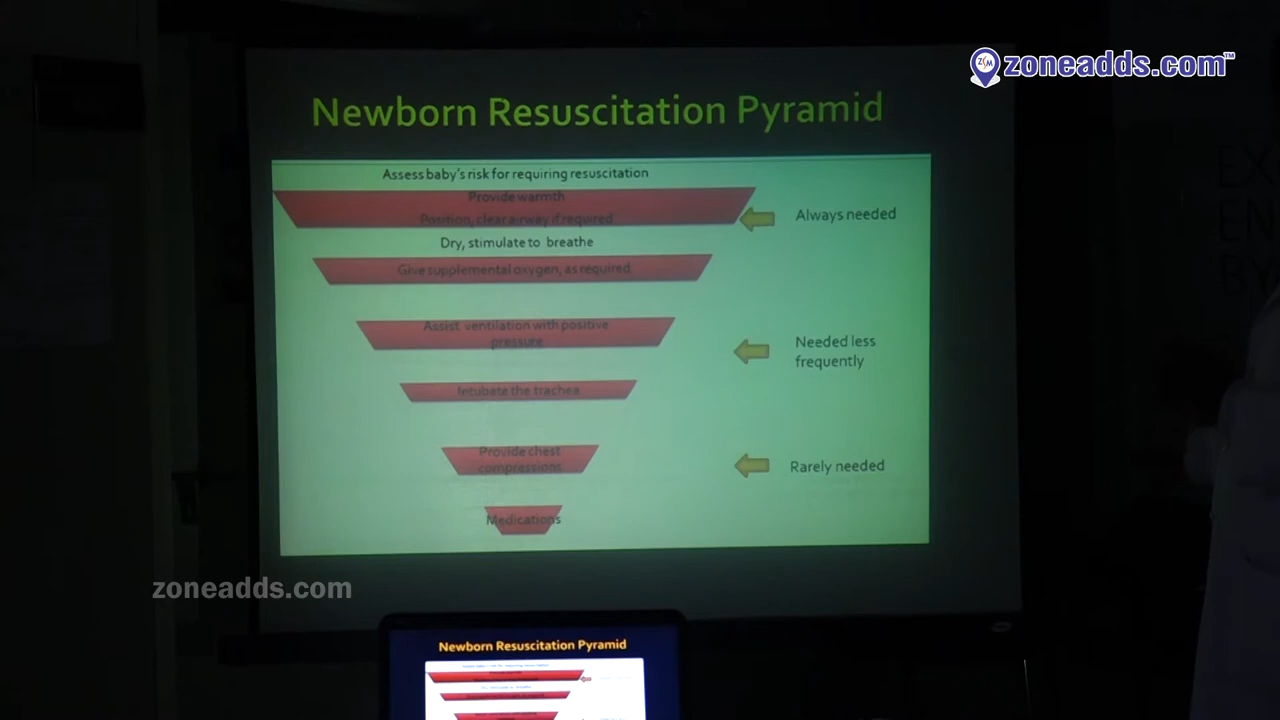 zoneadds.com™
Newborn Resuscitation Pyramid
Assess baby's risk for requiring resuscitation
Provide warmth
Position, clear airway if required
Always needed
Dry, stimulate to breathe
Give supplemental oxygen, as required
Assist ventilation with positive
pressure
Needed less
frequently
Intubate the trachea
Provide chest
compressions
Rarely needed
Medications
zoneadds.com
Newborn Resuscitation Pyramid